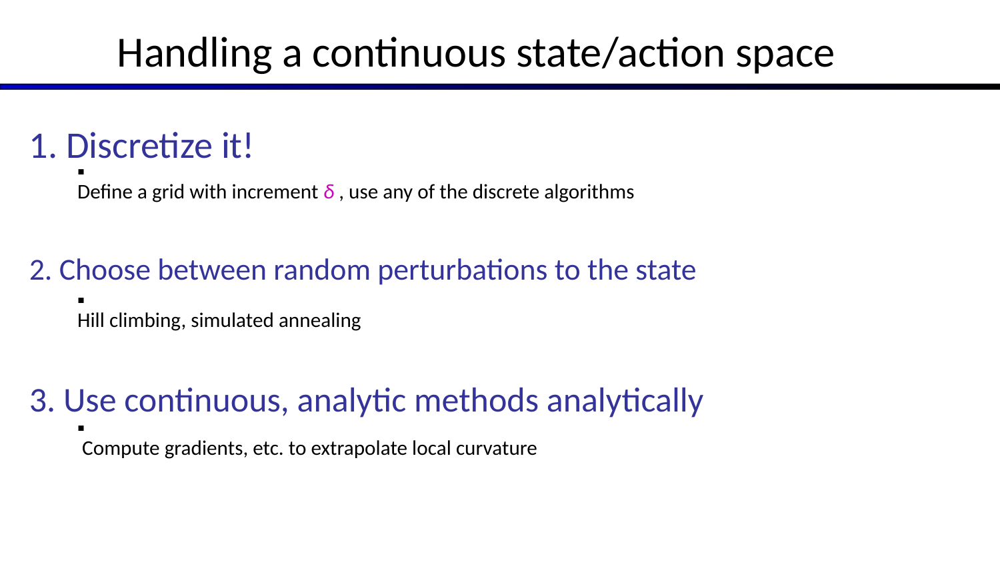 Handling a continuous state/action space
1. Discretize it!
▪
Define a grid with increment δ , use any of the discrete algorithms
2. Choose between random perturbations to the state
▪
Hill climbing, simulated annealing
3. Use continuous, analytic methods analytically
▪
Compute gradients, etc. to extrapolate local curvature